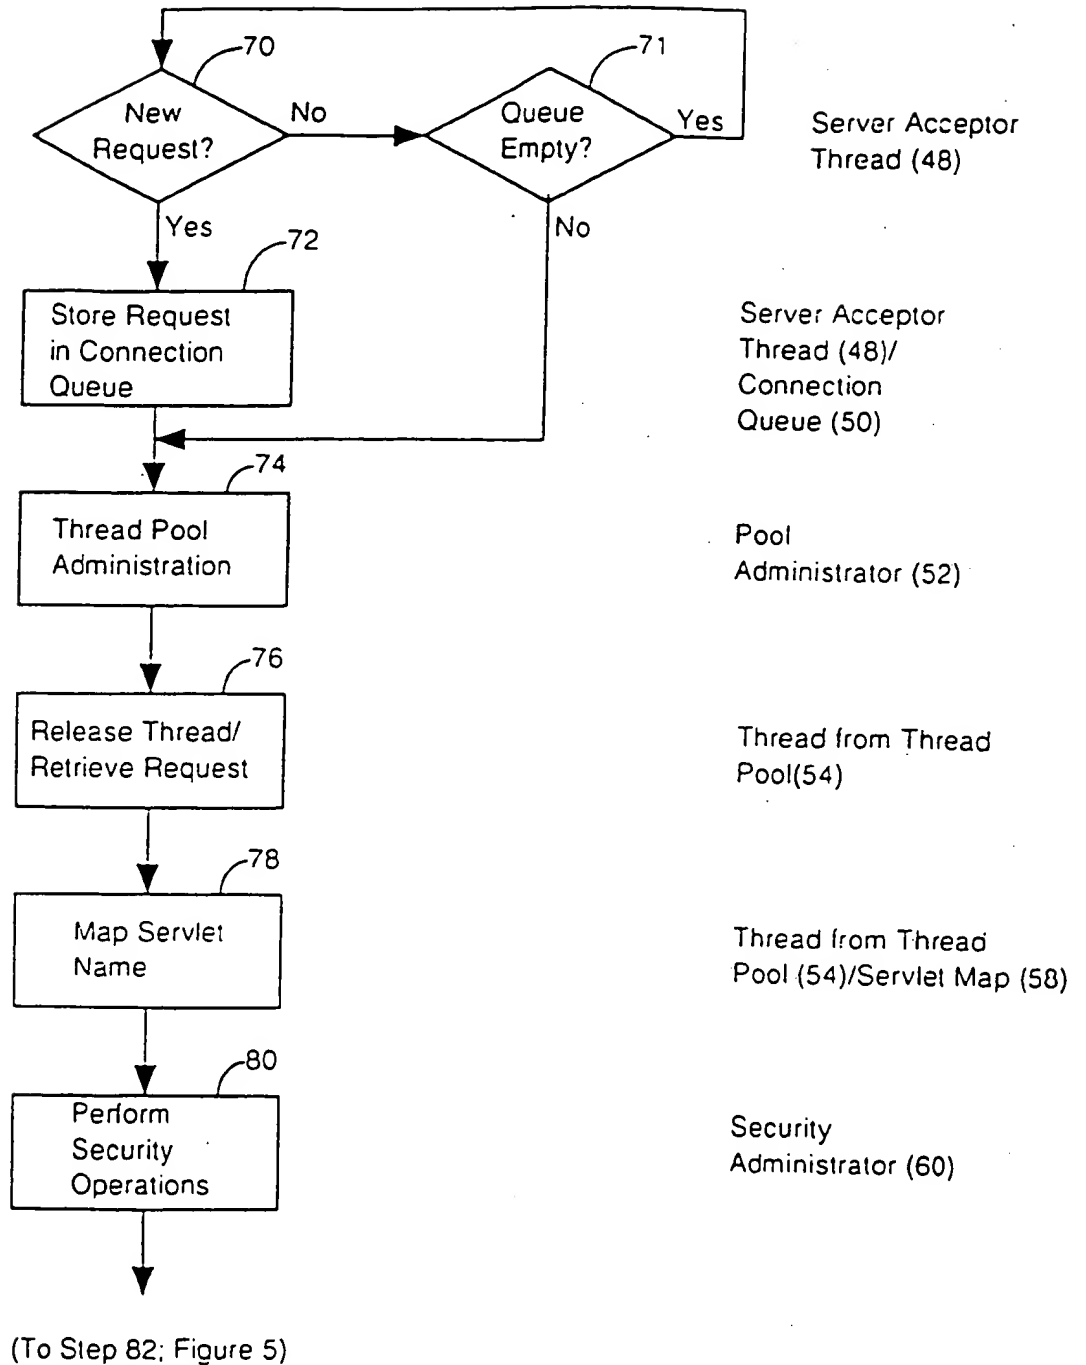 70
71
New
Request?
No
Queue
Empty?
Yes
Server Acceptor
Thread (48)
Yes
No
72
Store Request
in Connection
Queue
Server Acceptor
Thread (48)/
Connection
Queue (50)
74
Thread Pool
Administration
Pool
Administrator (52)
76
Release Thread/
Retrieve Request
Thread from Thread
Pool(54)
78
Map Servlet
Name
Thread from Thread
Pool (54)/Servlet Map (58)
80
Perform
Security
Operations
Security
Administrator (60)
(To Step 82; Figure 5)